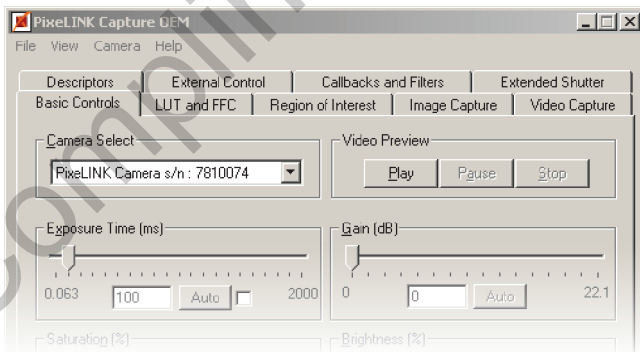 PixeLINK Capture OEM
File View Camera Help
Descriptors External Control Callbacks and Filters Extended Shutter
Basic Controls LUT and FFC Region of Interest Image Capture Video Capture
Camera Select Video Preview
PixeLINK Camera s/n : 7810074 Play Pause Stop
Exposure Time (ms) Gain (dB)
0.063 100 Auto 2000 0 0 Auto 22.1
Saturation (%) Brightness (%)